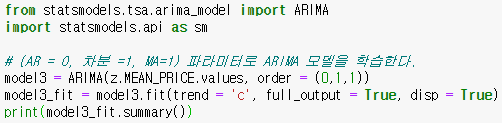 from statsmodels.tsa.arima_model import ARIMA
import statsmodels.api as sm
# (AR = 0, 차분 =1, MA=1) 파라미터로 ARIMA 모델을 학습한다.
model3 = ARIMA(z.MEAN_PRICE.values, order = (0,1,1))
model3_fit = model3.fit(trend = 'c', full_output = True, disp = True)
print(model3_fit.summary())